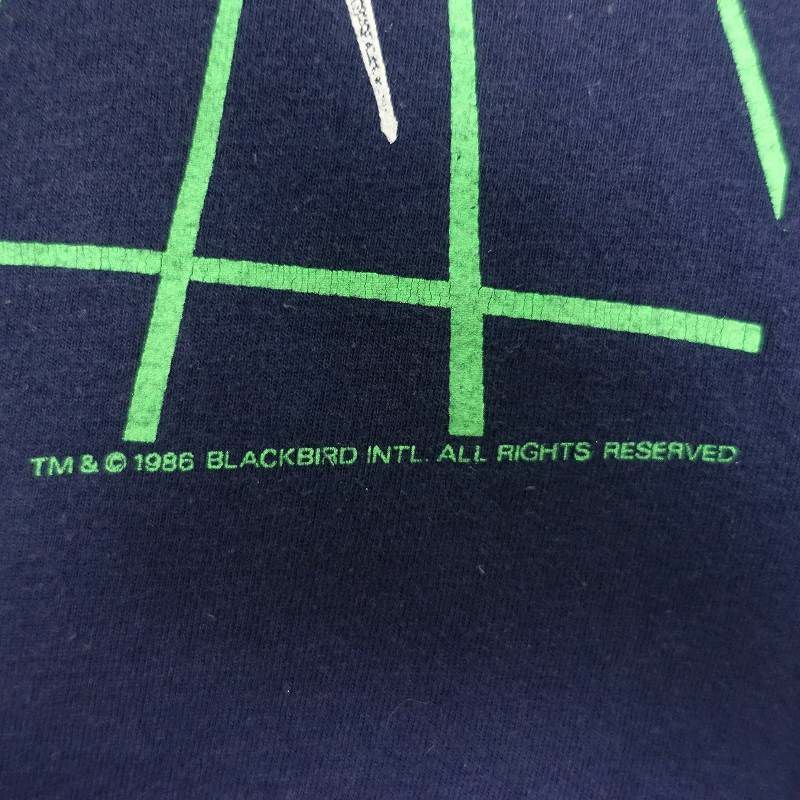 TM & © 1986 BLACKBIRD INTL. ALL RIGHTS RESERVED